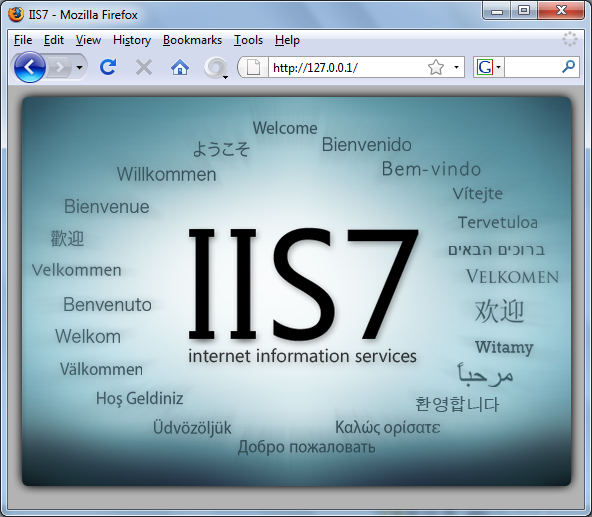 IIS7 - Mozilla Firefox
File Edit View History Bookmarks Tools Help
http://127.0.0.1/
G
Welcome
ようこそ
Bienvenido
Willkommen
Bem-vindo
Bienvenue
Vítejte
歡迎
Tervetuloa
ברוכים הבאים
Velkommen
VELKOMEN
Benvenuto
欢迎
IIS7
internet information services
Welkom
Witamy
Välkommen
مرحباً
Hoş Geldiniz
환영합니다
Üdvözöljük
Καλώς ορίσατε
Добро пожаловать